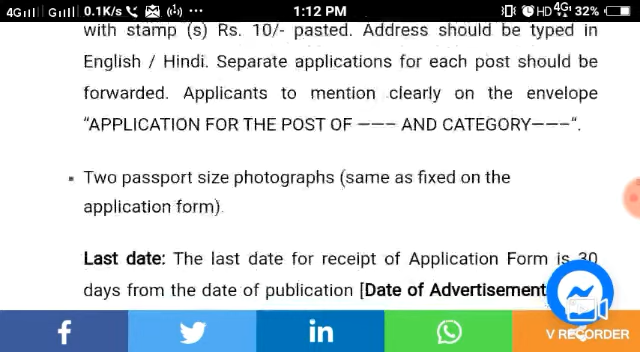 4G 4G 0.1K/s ... 1:12 PM HD 4G 32%
with stamp (s) Rs. 10/- pasted. Address should be typed in
English / Hindi. Separate applications for each post should be
forwarded. Applicants to mention clearly on the envelope
“APPLICATION FOR THE POST OF ——– AND CATEGORY——–“.
▪ Two passport size photographs (same as fixed on the
application form).
Last date: The last date for receipt of Application Form is 30
days from the date of publication [Date of Advertisement
f in V RECORDER